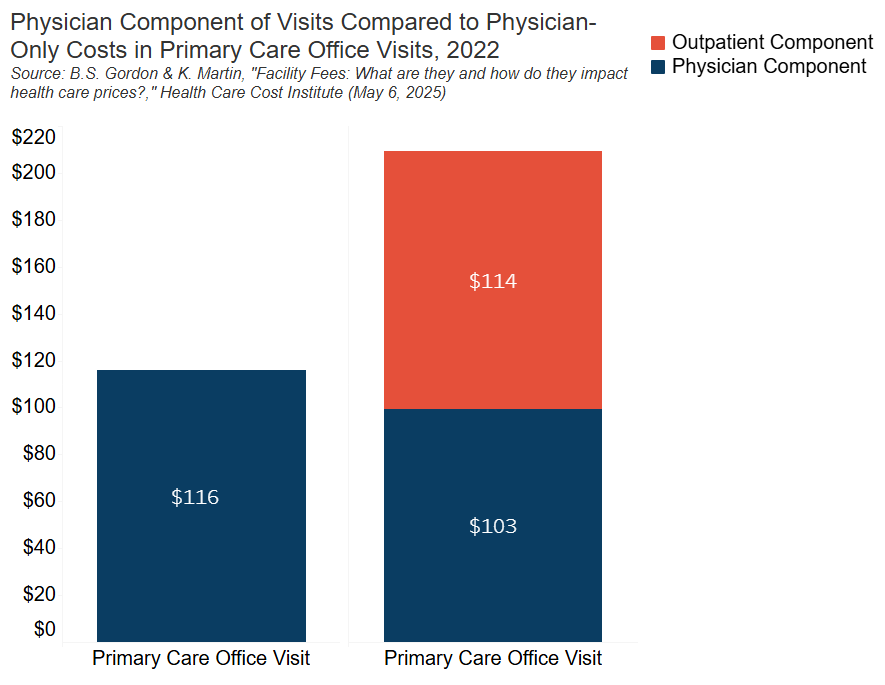 Physician Component of Visits Compared to Physician-
Only Costs in Primary Care Office Visits, 2022
Source: B.S. Gordon & K. Martin, "Facility Fees: What are they and how do they impact
health care prices?," Health Care Cost Institute (May 6, 2025)
Outpatient Component
Physician Component
$220
$200
$180
$160
$140
$120
$100
$80
$60
$40
$20
$0
$116
$114
$103
Primary Care Office Visit
Primary Care Office Visit